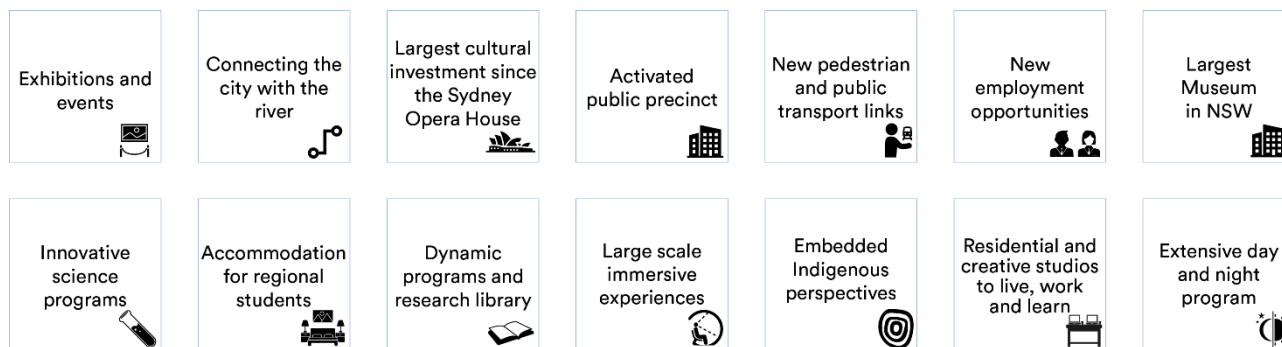 Exhibitions and
events
Connecting the
city with the
river
Largest cultural
investment since
the Sydney
Opera House
Activated
public precinct
New pedestrian
and public
transport links
New
employment
opportunities
Largest
Museum
in NSW
Innovative
science
programs
Accommodation
for regional
students
Dynamic
programs and
research library
Large scale
immersive
experiences
Embedded
Indigenous
perspectives
Residential and
creative studios
to live, work
and learn
Extensive day
and night
program